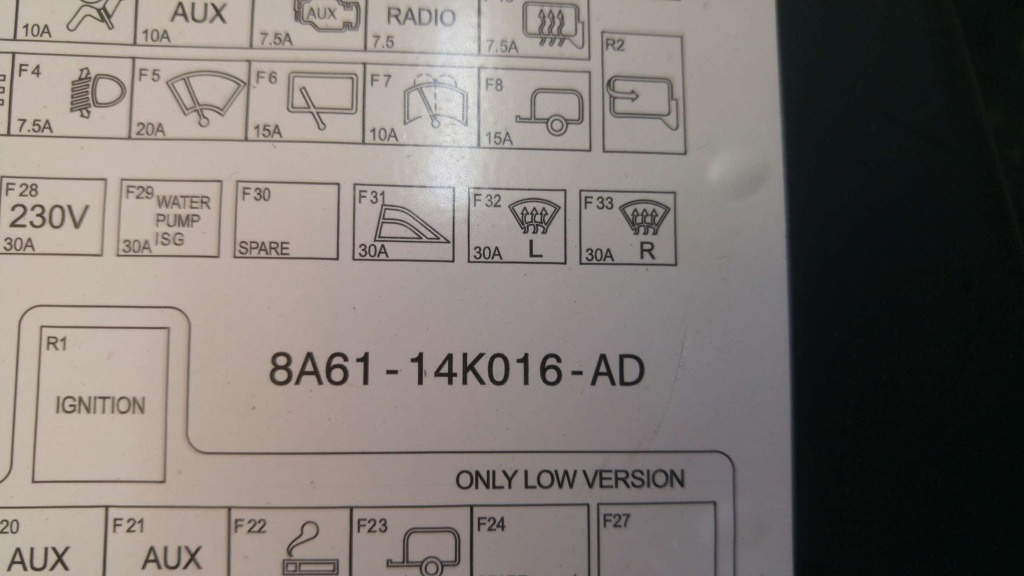 10A
AUX
10A
AUX
7.5A
RADIO
7.5
7.5A
R2
F4
7.5A
F5
20A
F6
15A
F7
10A
F8
15A
F28
230V
30A
F29
WATER
PUMP
ISG
30A
F30
SPARE
F31
30A
F32
30A
L
F33
30A
R
R1
IGNITION
8A61-14K016-AD
ONLY LOW VERSION
20
AUX
F21
AUX
F22
F23
F24
F27